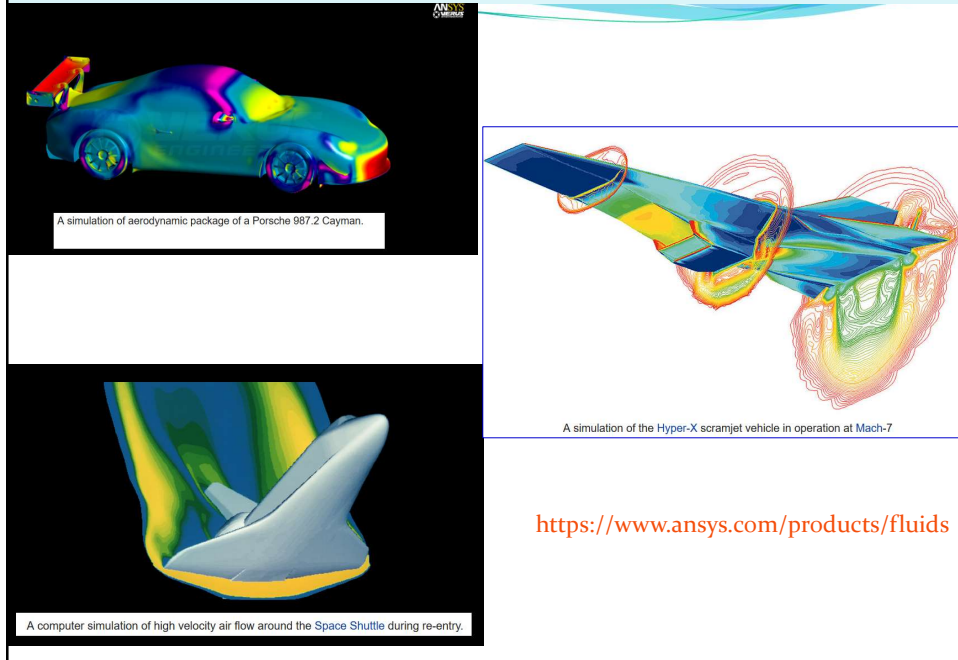 ANSYS
VERUS
ENGINEERING
A simulation of aerodynamic package of a Porsche 987.2 Cayman.
A simulation of the Hyper-X scramjet vehicle in operation at Mach-7
https://www.ansys.com/products/fluids
A computer simulation of high velocity air flow around the Space Shuttle during re-entry.